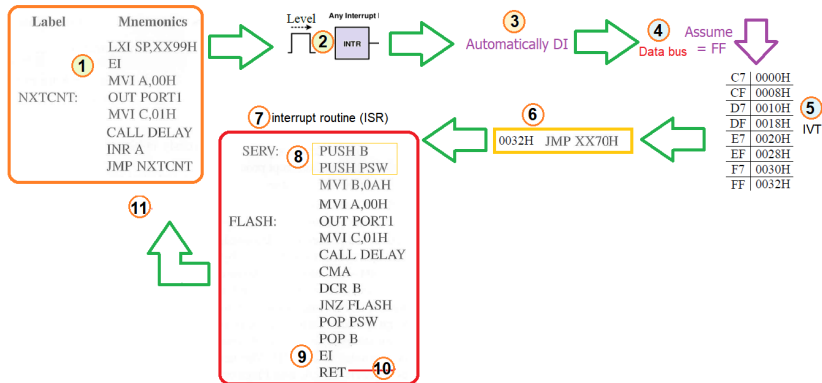 Label Mnemonics
LXI SP,XX99H
1 EI
MVI A,00H
NXTCNT: OUT PORT1
MVI C,01H
CALL DELAY
INR A
JMP NXTCNT
Level
Any Interrupt I
2 INTR
3
Automatically DI
4
Data bus
Assume
= FF
C7 0000H
CF 0008H
D7 0010H
DF 0018H
E7 0020H
EF 0028H
F7 0030H
FF 0032H
5
IVT
6
0032H JMP XX70H
7 interrupt routine (ISR)
SERV: 8 PUSH B
PUSH PSW
MVI B,0AH
MVI A,00H
FLASH: OUT PORT1
MVI C,01H
CALL DELAY
CMA
DCR B
JNZ FLASH
POP PSW
POP B
9 EI
RET 10
11